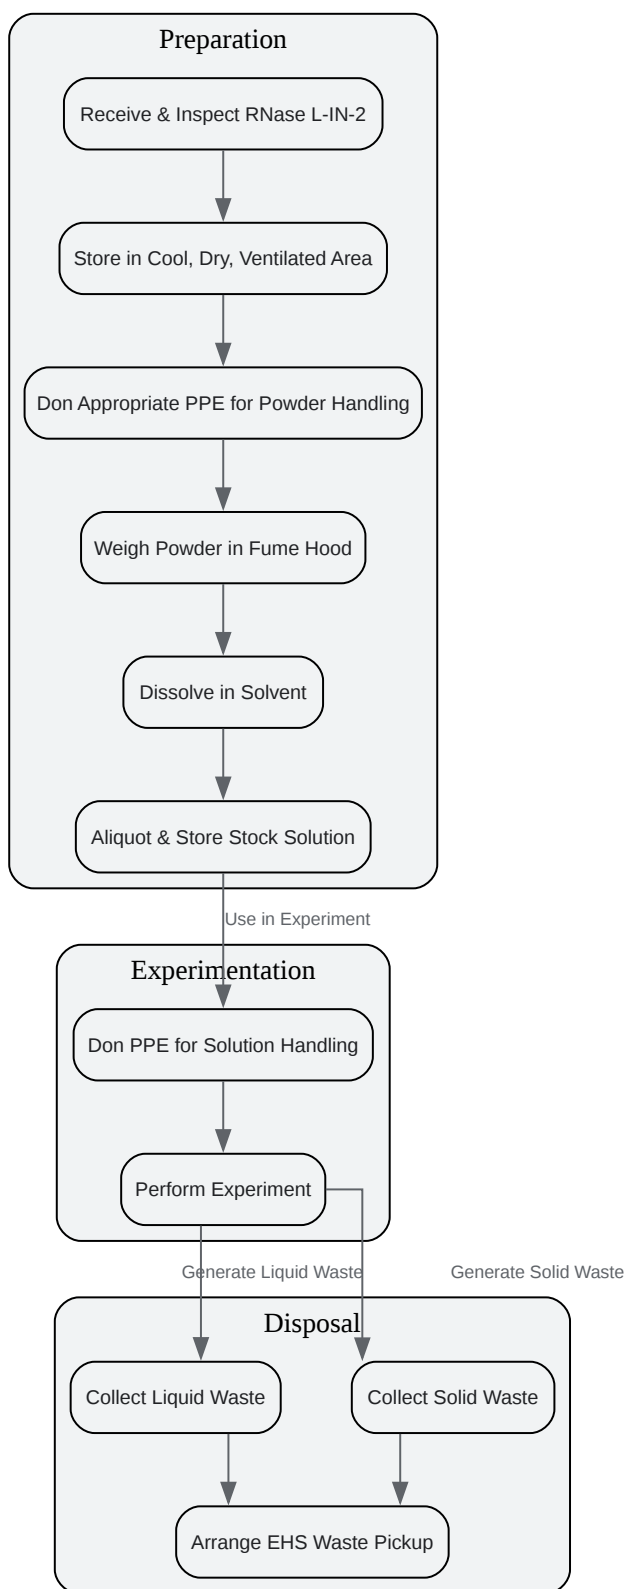 Preparation
Receive & Inspect RNase L-IN-2
Store in Cool, Dry, Ventilated Area
Don Appropriate PPE for Powder Handling
Weigh Powder in Fume Hood
Dissolve in Solvent
Aliquot & Store Stock Solution
Use in Experiment
Experimentation
Don PPE for Solution Handling
Perform Experiment
Generate Liquid Waste
Generate Solid Waste
Disposal
Collect Liquid Waste
Collect Solid Waste
Arrange EHS Waste Pickup